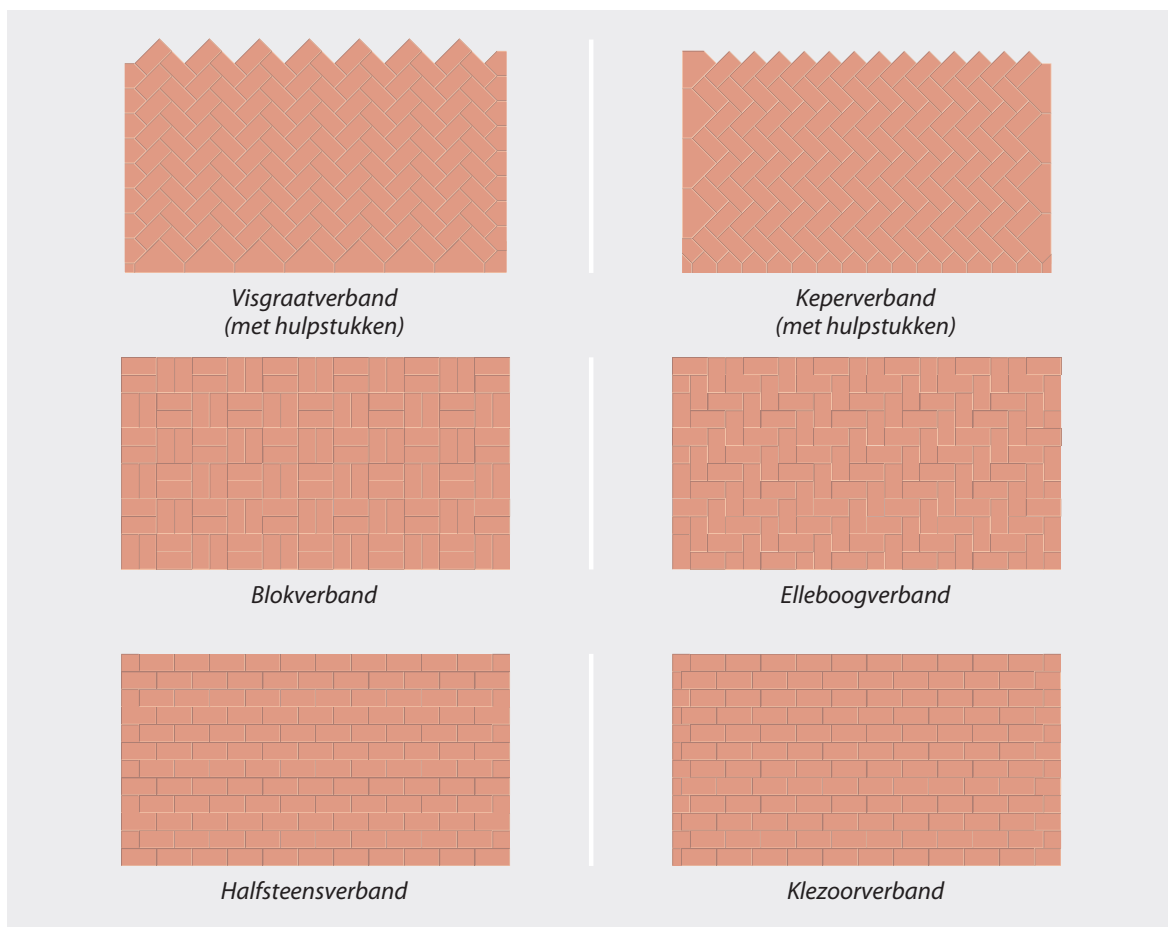 Visgraatverband
(met hulpstukken)
Keperverband
(met hulpstukken)
Blokverband
Elleboogverband
Halfsteensverband
Klezoorverband